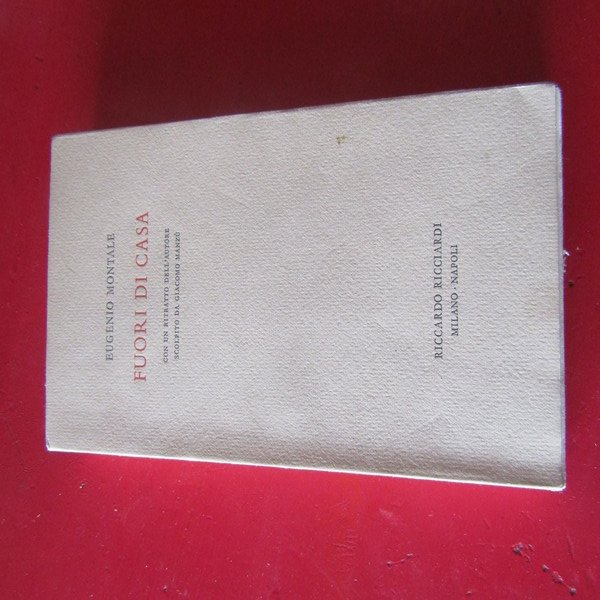 EUGENIO MONTALE
FUORI DI CASA
CON UN RITRATTO DELL'AUTORE
SCOLPITO DA GIACOMO MANZÙ
RICCARDO RICCIARDI
MILANO · NAPOLI